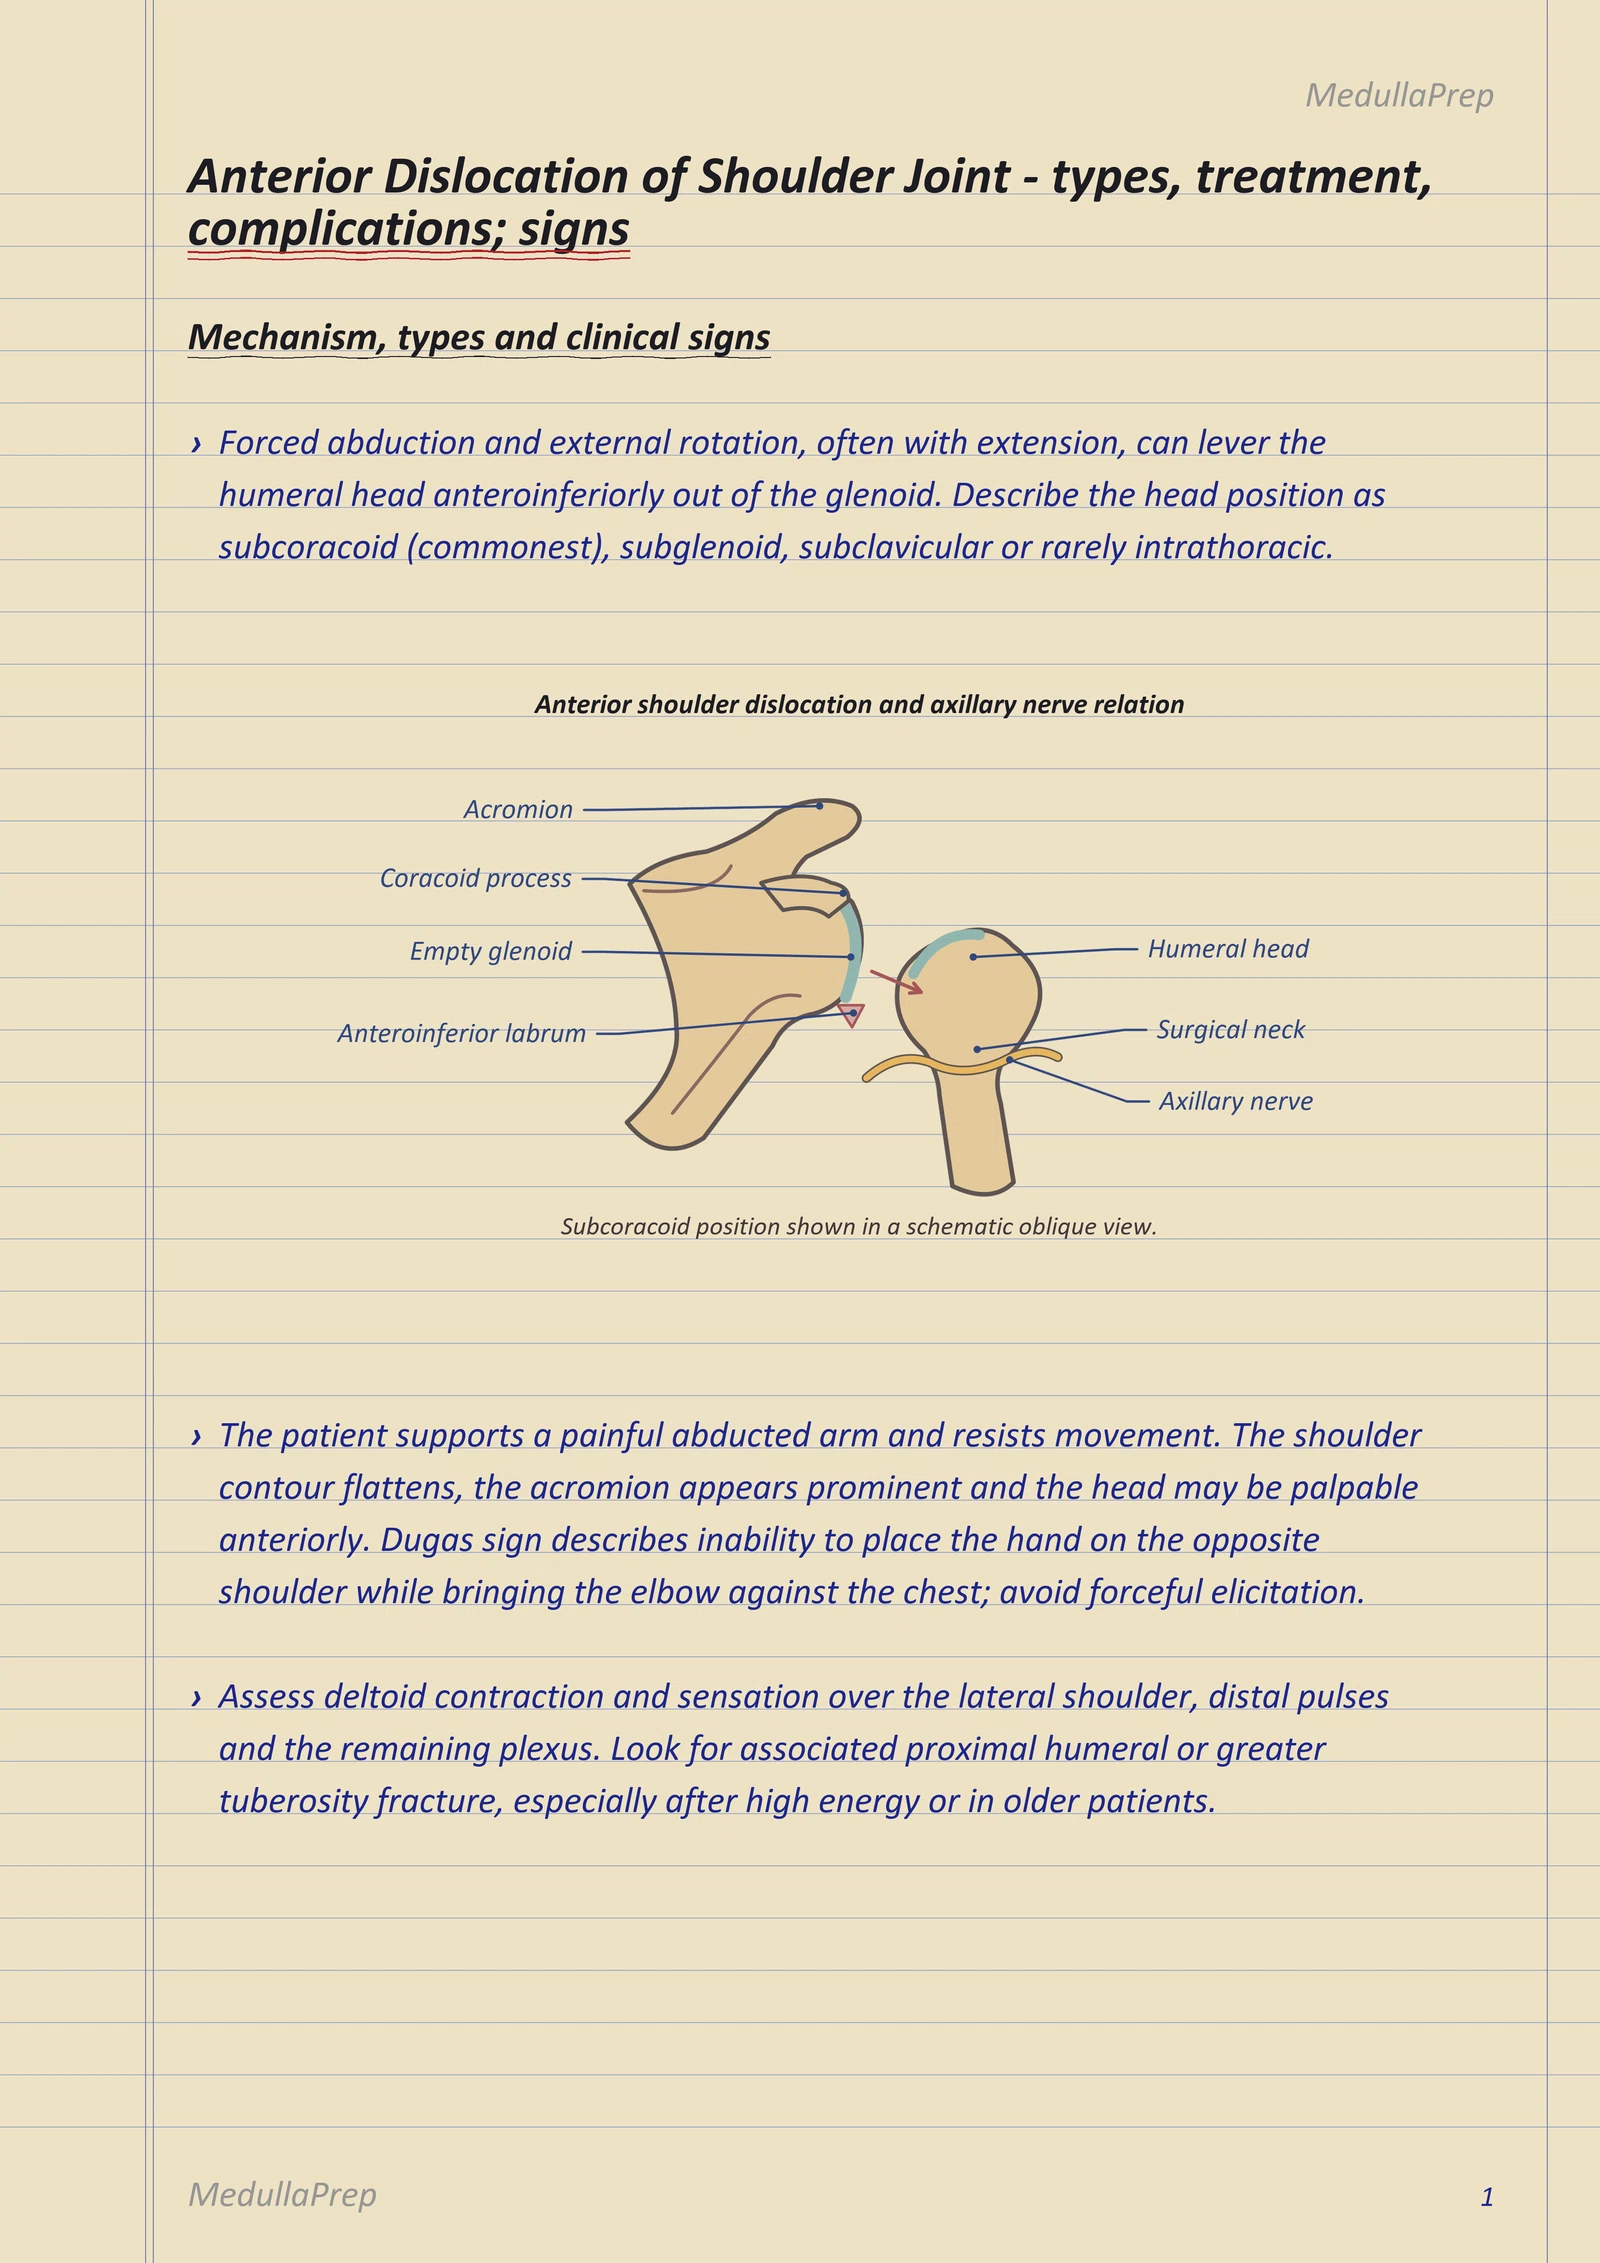 MedullaPrep
Anterior Dislocation of Shoulder Joint - types, treatment,
complications; signs
Mechanism, types and clinical signs
› Forced abduction and external rotation, often with extension, can lever the
humeral head anteroinferiorly out of the glenoid. Describe the head position as
subcoracoid (commonest), subglenoid, subclavicular or rarely intrathoracic.
Anterior shoulder dislocation and axillary nerve relation
Acromion
Coracoid process
Empty glenoid
Anteroinferior labrum
Humeral head
Surgical neck
Axillary nerve
Subcoracoid position shown in a schematic oblique view.
› The patient supports a painful abducted arm and resists movement. The shoulder
contour flattens, the acromion appears prominent and the head may be palpable
anteriorly. Dugas sign describes inability to place the hand on the opposite
shoulder while bringing the elbow against the chest; avoid forceful elicitation.
› Assess deltoid contraction and sensation over the lateral shoulder, distal pulses
and the remaining plexus. Look for associated proximal humeral or greater
tuberosity fracture, especially after high energy or in older patients.
MedullaPrep
1